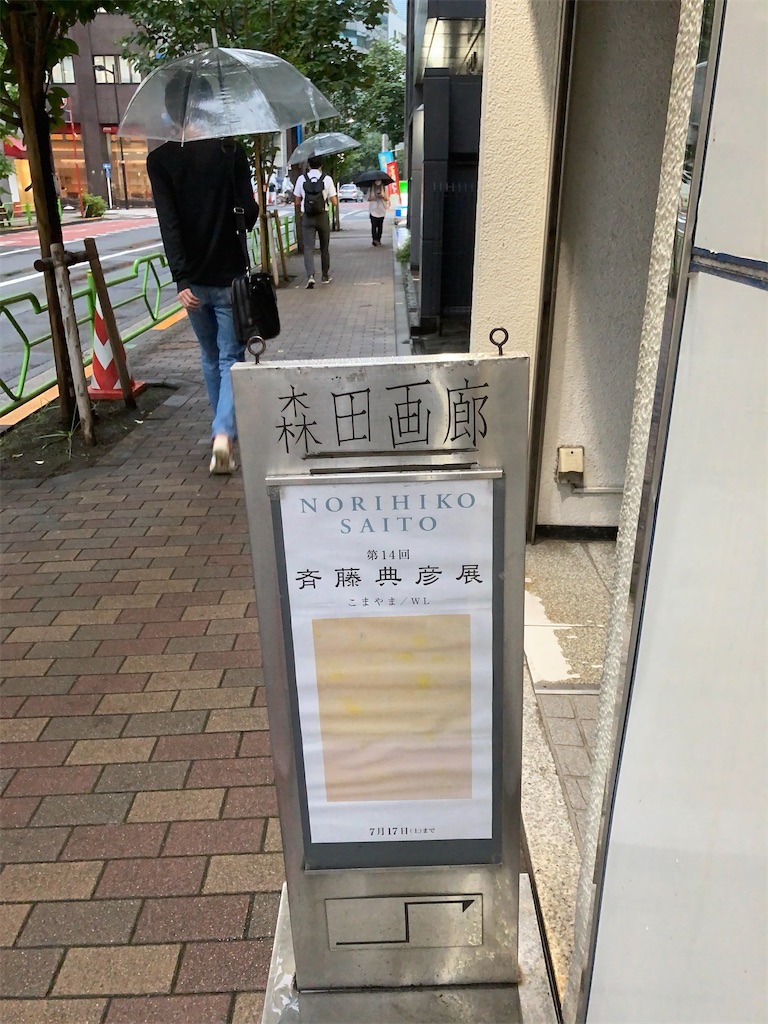 森田画廊
NORIHIKO
SAITO
第14回
斉藤典彦展
こまやま/WL
7月17日(土)まで